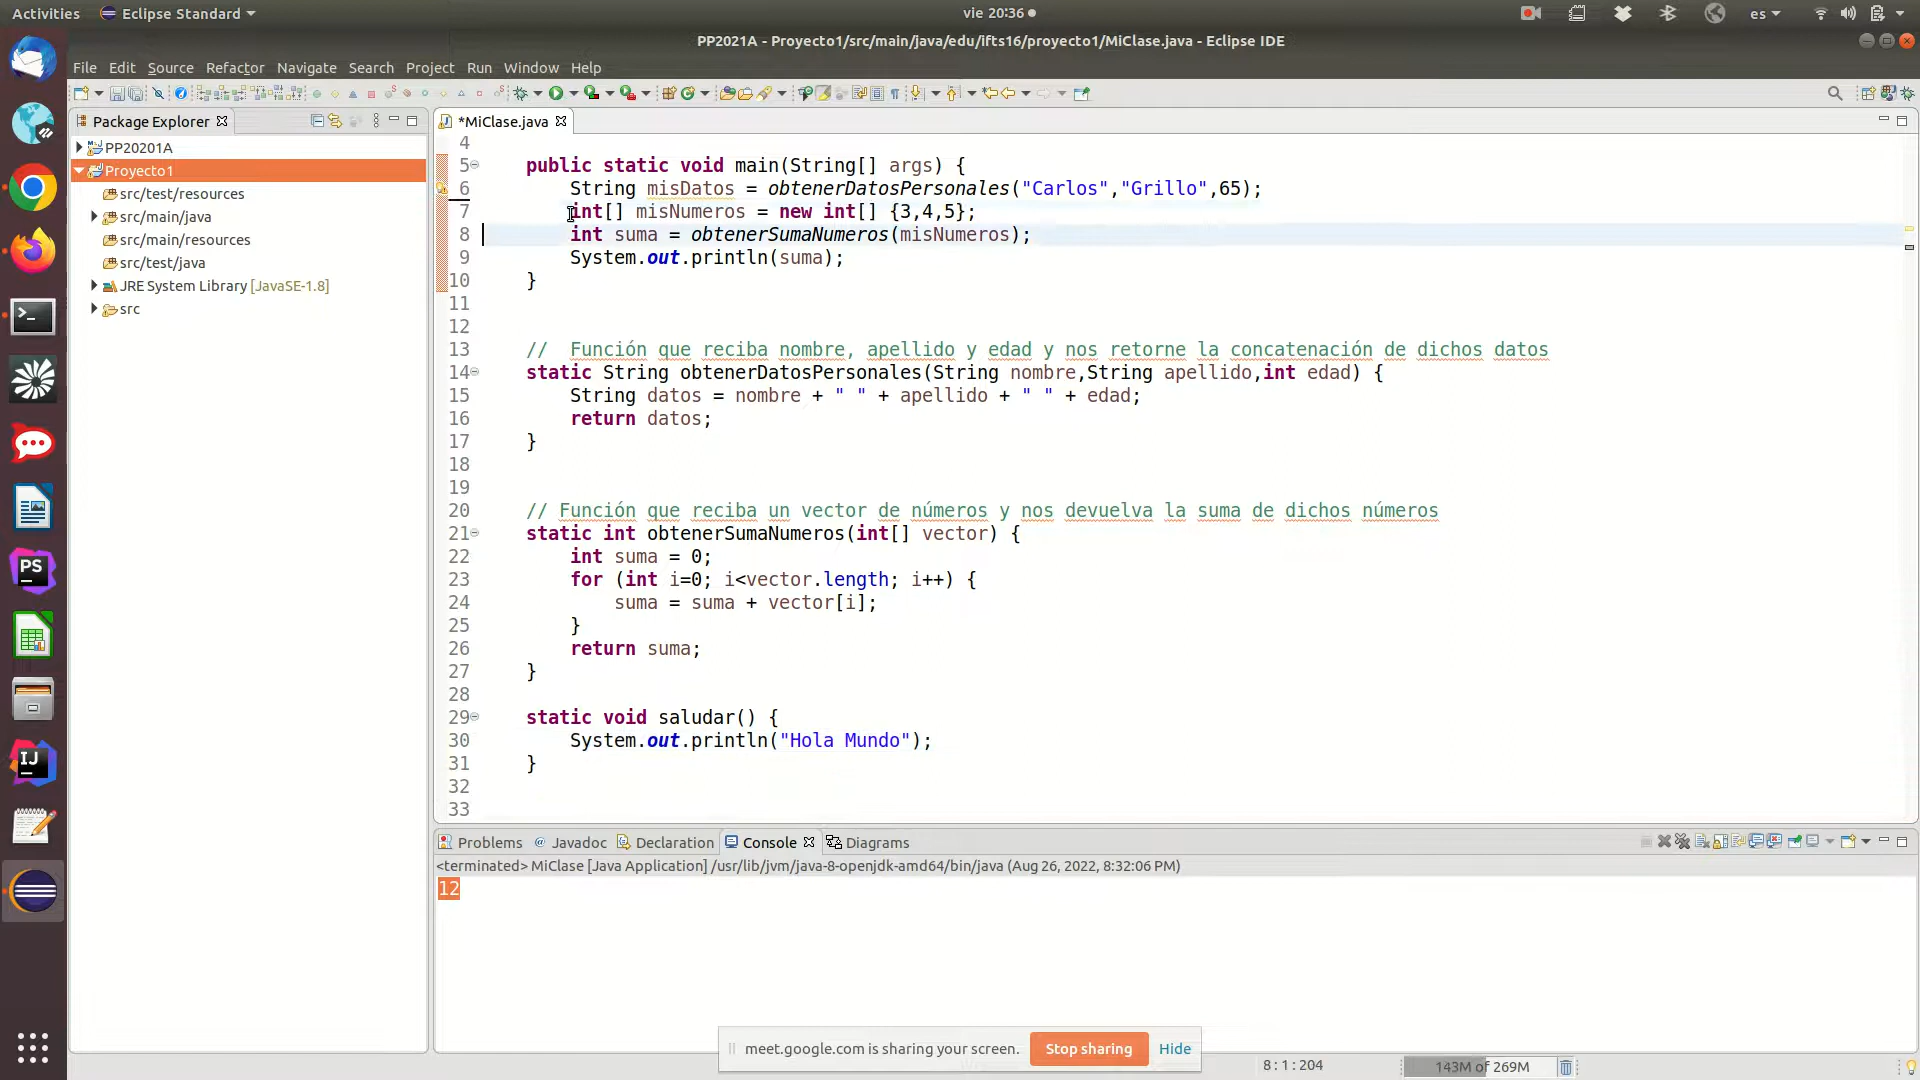 Activities Eclipse Standard vie 20:36 es
PP2021A - Proyecto1/src/main/java/edu/ifts16/proyecto1/MiClase.java - Eclipse IDE
File Edit Source Refactor Navigate Search Project Run Window Help
Package Explorer
PP20201A
Proyecto1
src/test/resources
src/main/java
src/main/resources
src/test/java
JRE System Library [JavaSE-1.8]
src
*MiClase.java
4
5 public static void main(String[] args) {
6 String misDatos = obtenerDatosPersonales("Carlos","Grillo",65);
7 int[] misNumeros = new int[] {3,4,5};
8 int suma = obtenerSumaNumeros(misNumeros);
9 System.out.println(suma);
10 }
11
12
13 //  Función que reciba nombre, apellido y edad y nos retorne la concatenación de dichos datos
14 static String obtenerDatosPersonales(String nombre,String apellido,int edad) {
15 String datos = nombre + " " + apellido + " " + edad;
16 return datos;
17 }
18
19
20 // Función que reciba un vector de números y nos devuelva la suma de dichos números
21 static int obtenerSumaNumeros(int[] vector) {
22 int suma = 0;
23 for (int i=0; i<vector.length; i++) {
24 suma = suma + vector[i];
25 }
26 return suma;
27 }
28
29 static void saludar() {
30 System.out.println("Hola Mundo");
31 }
32
33
Problems @ Javadoc Declaration Console Diagrams
<terminated> MiClase [Java Application] /usr/lib/jvm/java-8-openjdk-amd64/bin/java (Aug 26, 2022, 8:32:06 PM)
12
meet.google.com is sharing your screen. Stop sharing Hide
8 : 1 : 204
143M of 269M
PS
IJ